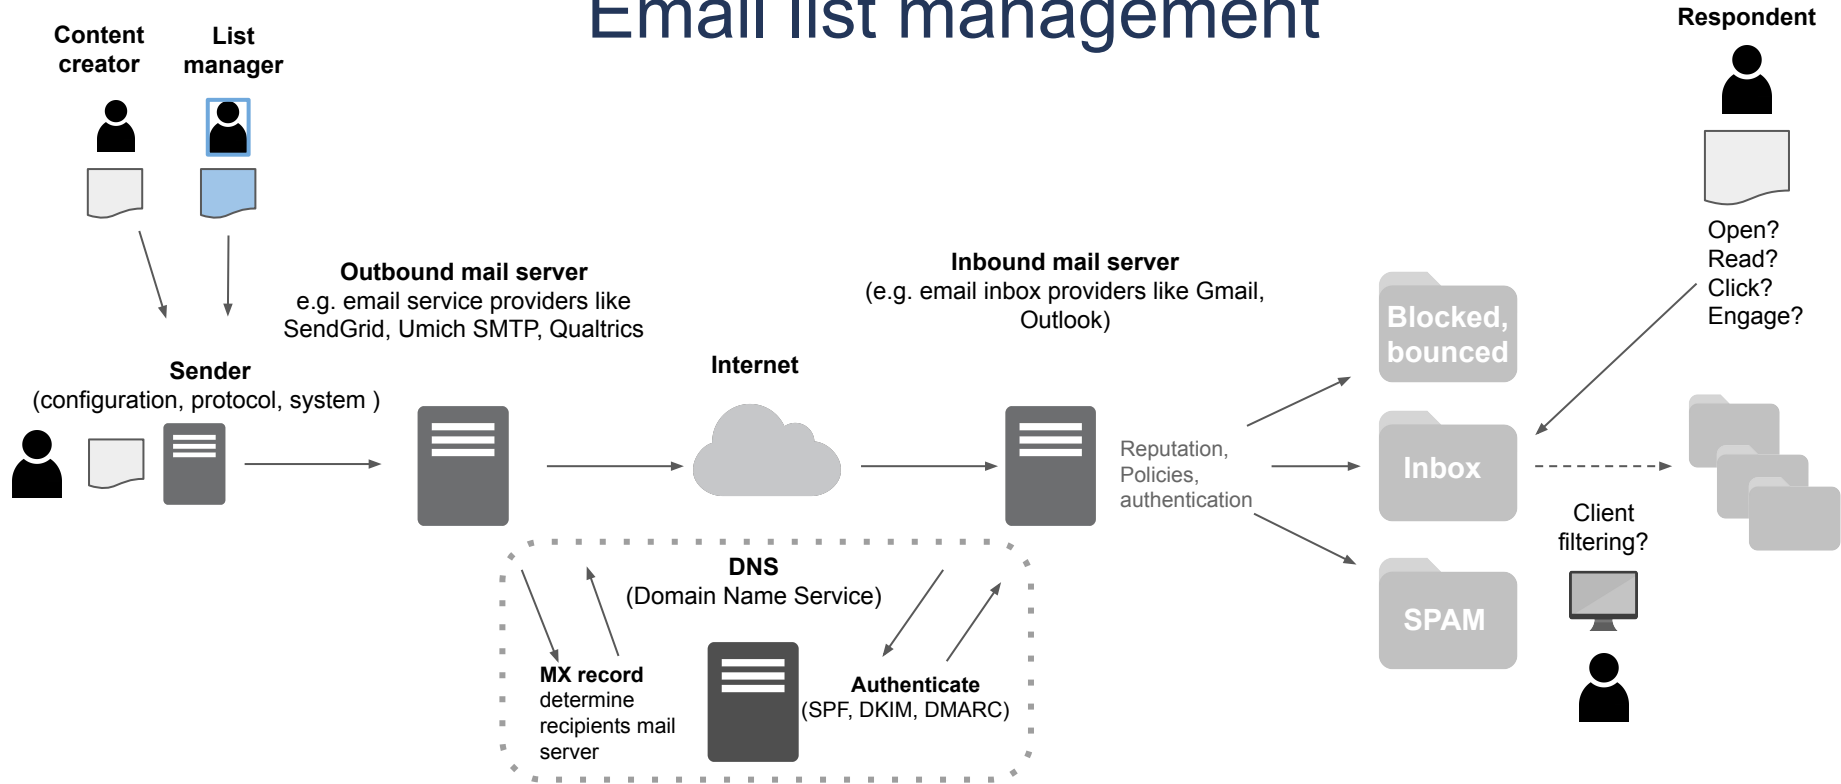 Email list management
Content
creator
List
manager
Respondent
Open?
Read?
Click?
Engage?
Outbound mail server
e.g. email service providers like
SendGrid, Umich SMTP, Qualtrics
Inbound mail server
(e.g. email inbox providers like Gmail,
Outlook)
Sender
(configuration, protocol, system )
Internet
Reputation,
Policies,
authentication
Blocked,
bounced
Inbox
SPAM
Client
filtering?
DNS
(Domain Name Service)
MX record
determine
recipients mail
server
Authenticate
(SPF, DKIM, DMARC)